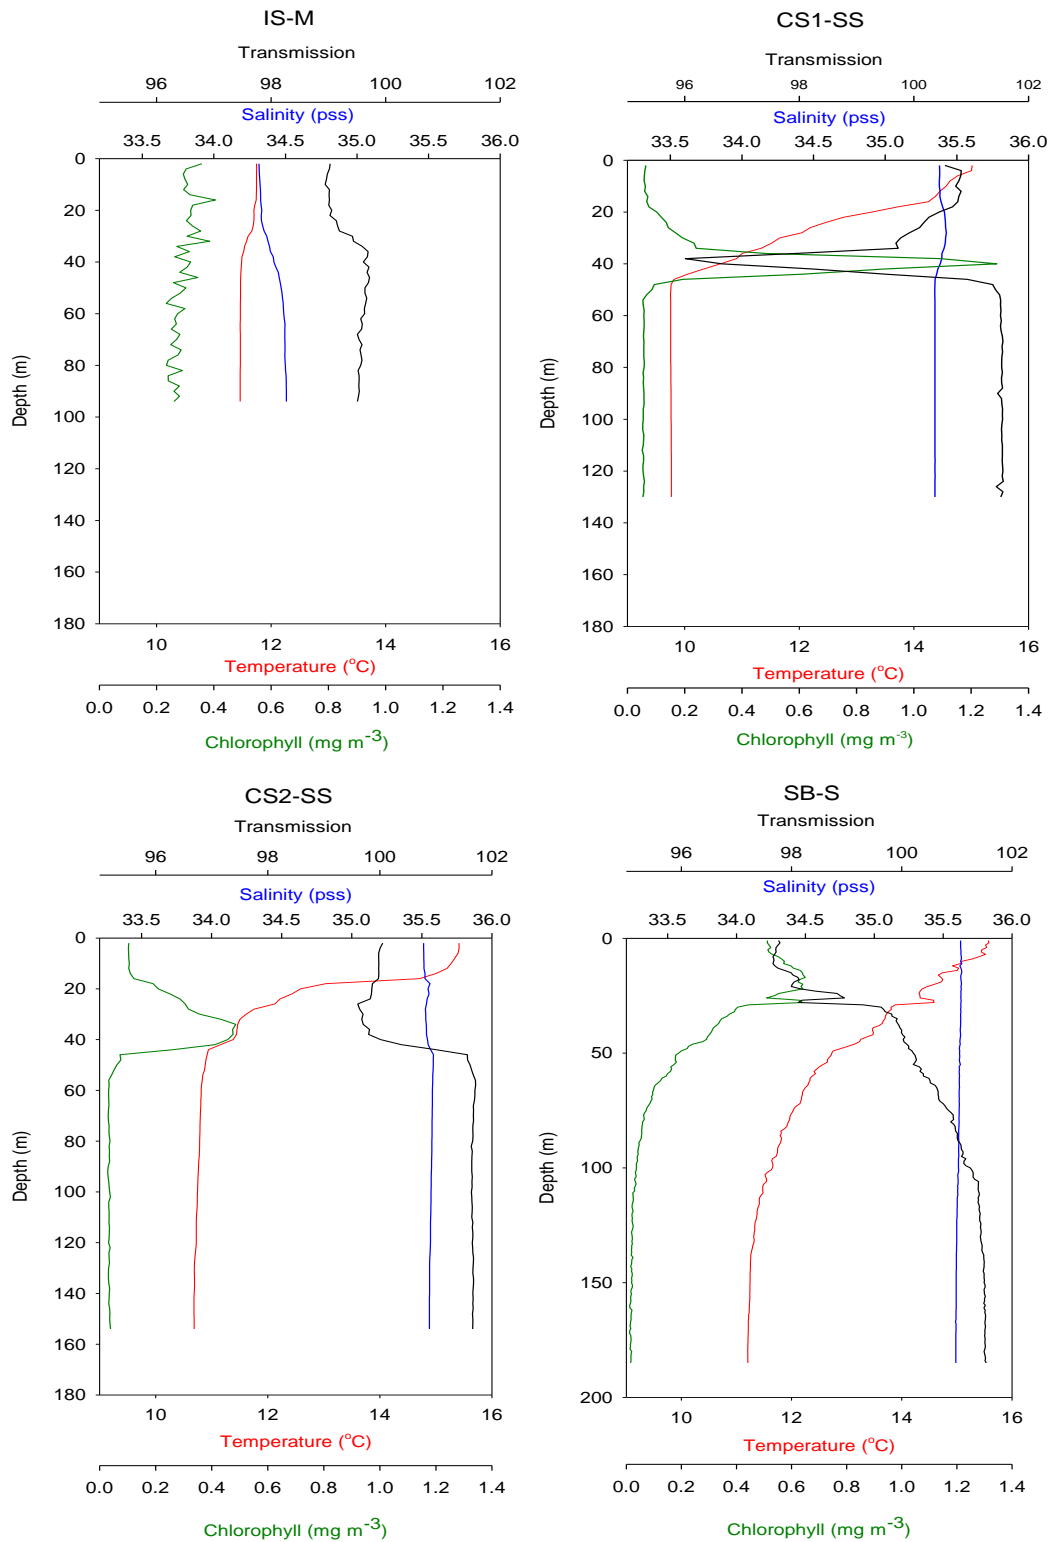 IS-M
Transmission
96 98 100 102
Salinity (pss)
33.5 34.0 34.5 35.0 35.5 36.0
0
20
40
60
80
100
120
140
160
180
Depth (m)
10 12 14 16
Temperature (°C)
0.0 0.2 0.4 0.6 0.8 1.0 1.2 1.4
Chlorophyll (mg m-3)
CS1-SS
Transmission
96 98 100 102
Salinity (pss)
33.5 34.0 34.5 35.0 35.5 36.0
0
20
40
60
80
100
120
140
160
180
Depth (m)
10 12 14 16
Temperature (°C)
0.0 0.2 0.4 0.6 0.8 1.0 1.2 1.4
Chlorophyll (mg m-3)
CS2-SS
Transmission
96 98 100 102
Salinity (pss)
33.5 34.0 34.5 35.0 35.5 36.0
0
20
40
60
80
100
120
140
160
180
Depth (m)
10 12 14 16
Temperature (°C)
0.0 0.2 0.4 0.6 0.8 1.0 1.2 1.4
Chlorophyll (mg m-3)
SB-S
Transmission
96 98 100 102
Salinity (pss)
33.5 34.0 34.5 35.0 35.5 36.0
0
50
100
150
200
Depth (m)
10 12 14 16
Temperature (°C)
0.0 0.2 0.4 0.6 0.8 1.0 1.2 1.4
Chlorophyll (mg m-3)